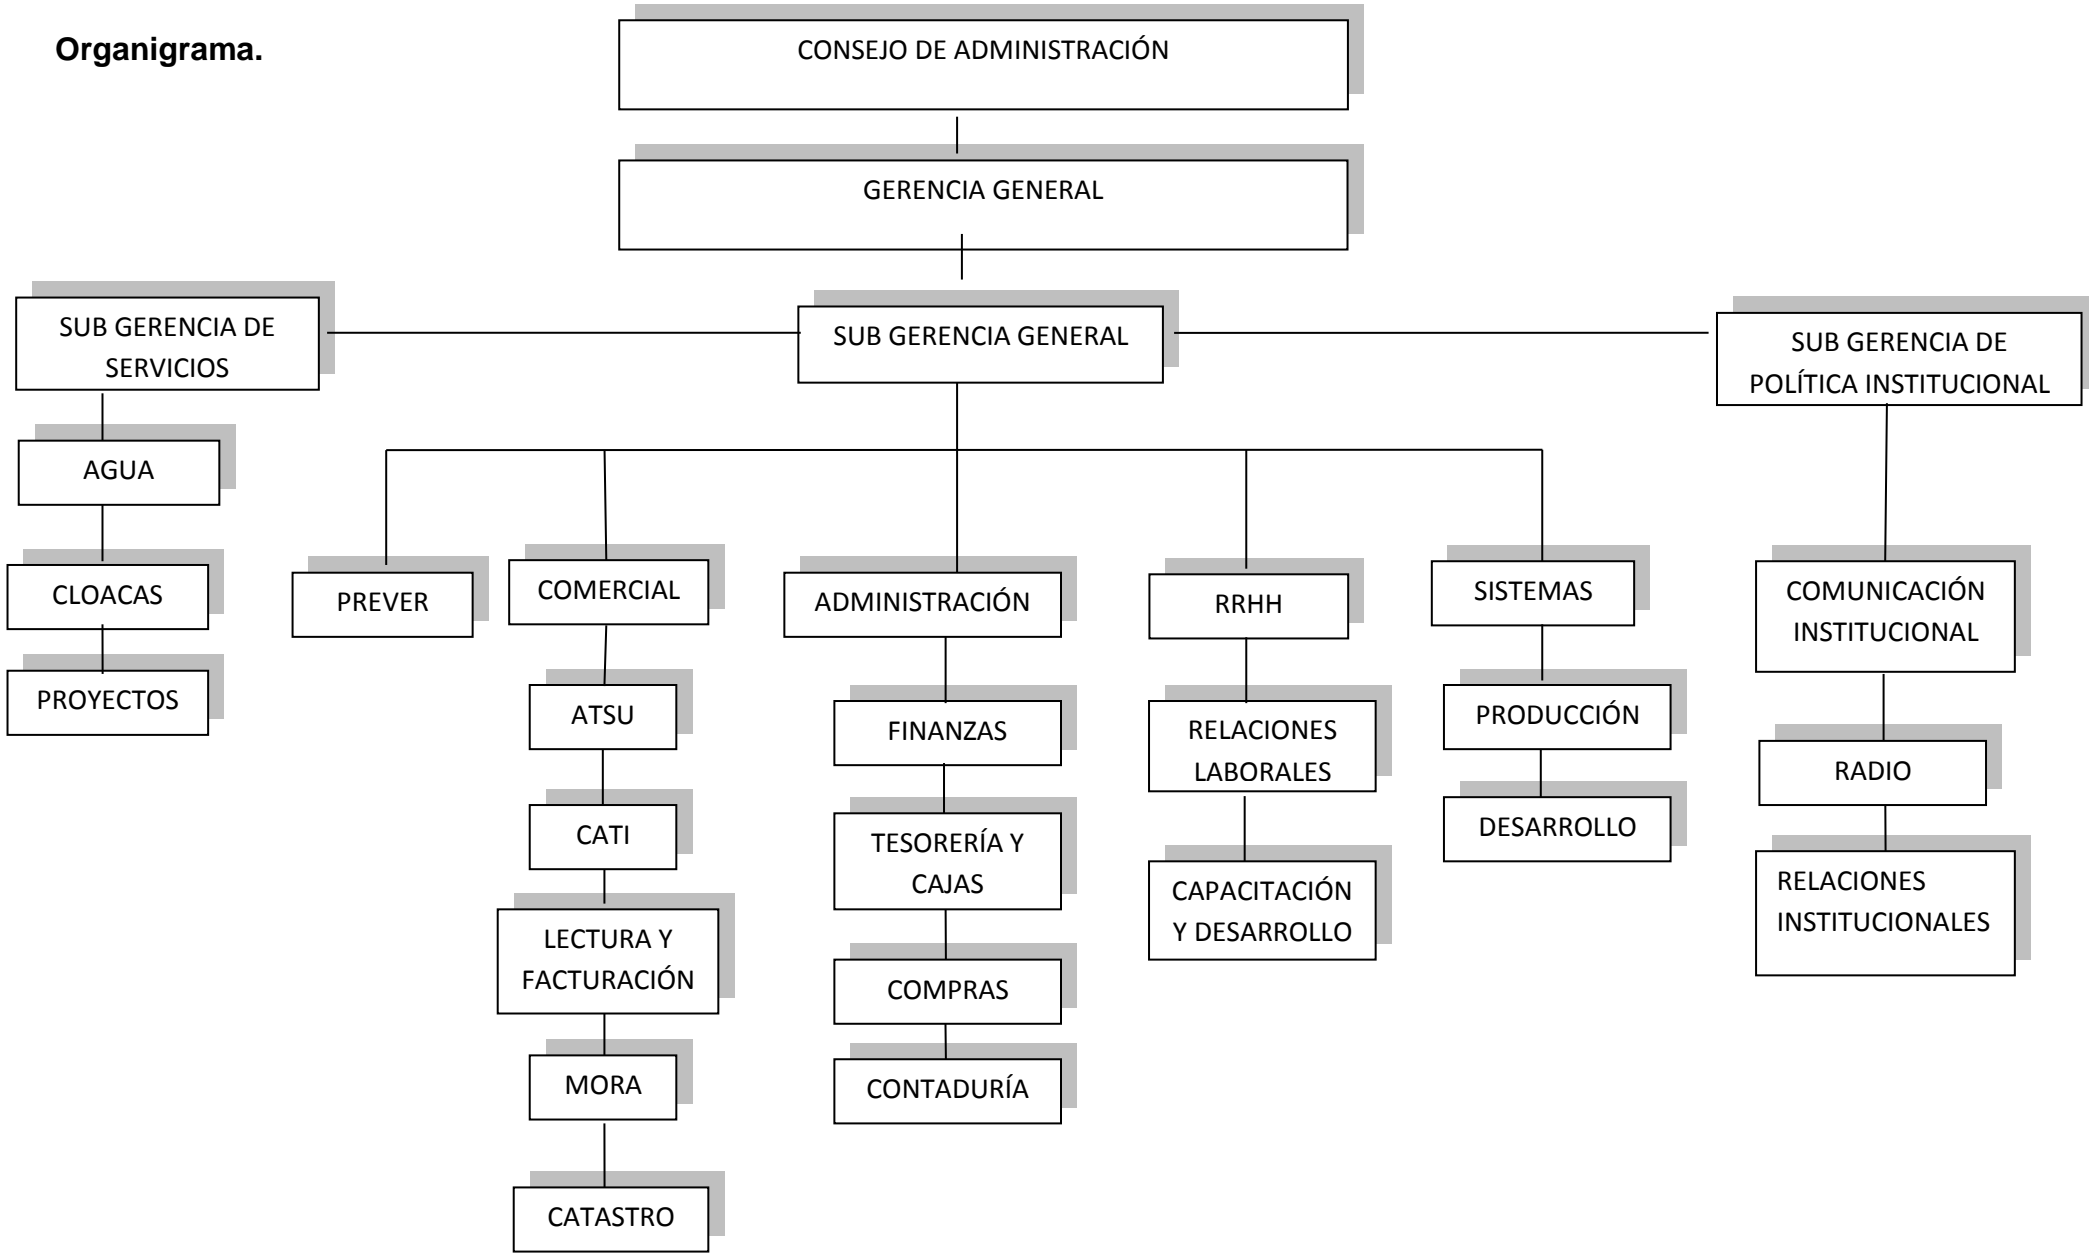 Organigrama.
CONSEJO DE ADMINISTRACIÓN
GERENCIA GENERAL
SUB GERENCIA DE
SERVICIOS
SUB GERENCIA GENERAL
SUB GERENCIA DE
POLÍTICA INSTITUCIONAL
AGUA
CLOACAS
PROYECTOS
PREVER
COMERCIAL
ATSU
CATI
LECTURA Y
FACTURACIÓN
MORA
CATASTRO
ADMINISTRACIÓN
FINANZAS
TESORERÍA Y
CAJAS
COMPRAS
CONTADURÍA
RRHH
RELACIONES
LABORALES
CAPACITACIÓN
Y DESARROLLO
SISTEMAS
PRODUCCIÓN
DESARROLLO
COMUNICACIÓN
INSTITUCIONAL
RADIO
RELACIONES
INSTITUCIONALES